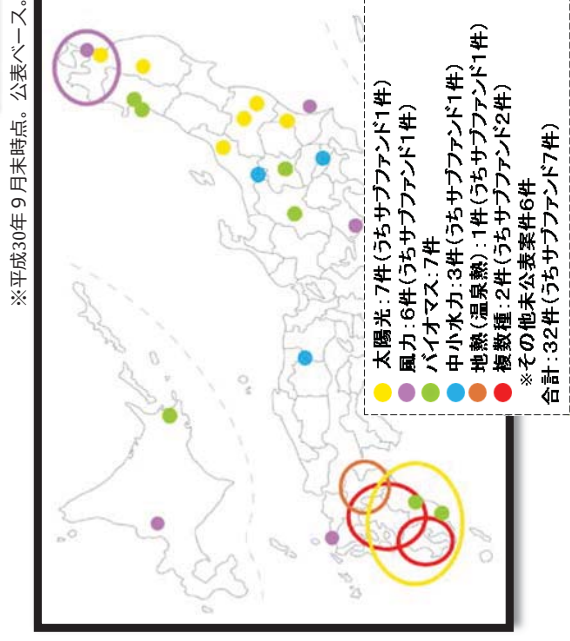 ※平成30年9月末時点。公表ベース。
太陽光：7件(うちサブファンド1件)
風力：6件(うちサブファンド1件)
バイオマス：7件
中小水力：3件(うちサブファンド1件)
地熱(温泉熱)：1件(うちサブファンド1件)
複数種：2件(うちサブファンド2件)
※その他未公表案件6件
合計：32件(うちサブファンド7件)